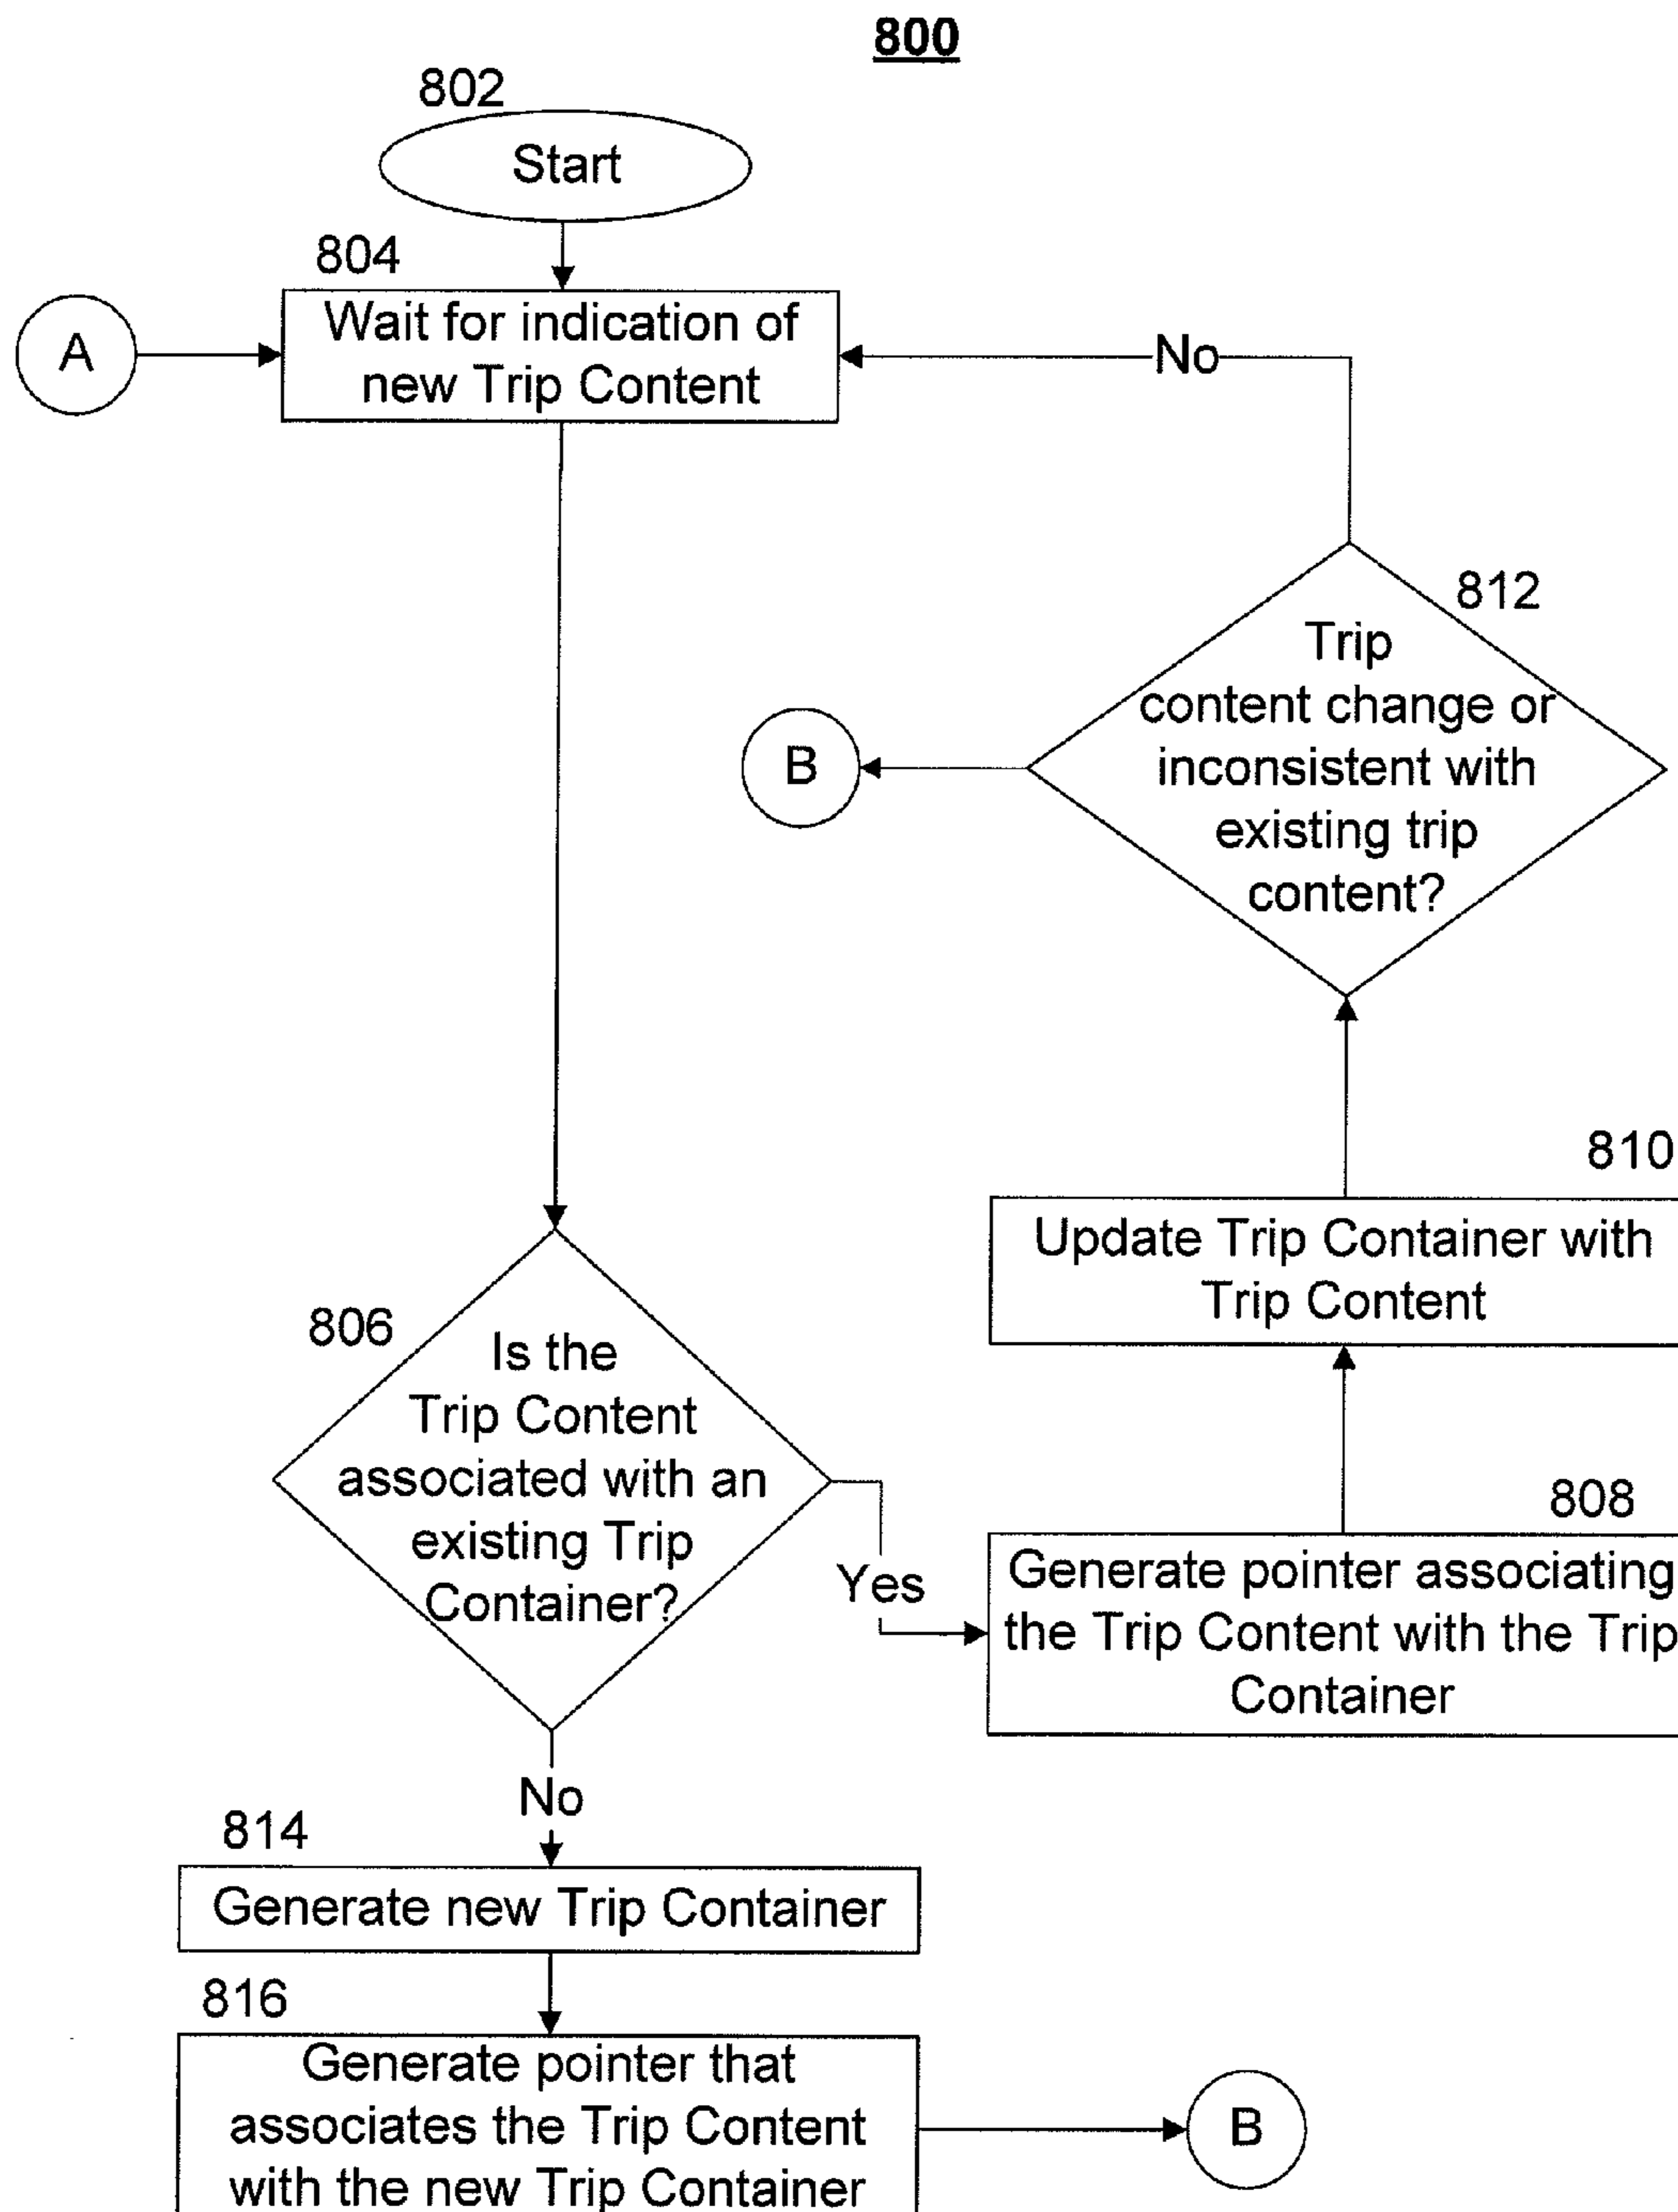 800
802
Start
804
Wait for indication of
new Trip Content
A
No
812
Trip
content change or
inconsistent with
existing trip
content?
B
810
Update Trip Container with
Trip Content
806
Is the
Trip Content
associated with an
existing Trip
Container?
Yes
808
Generate pointer associating
the Trip Content with the Trip
Container
No
814
Generate new Trip Container
816
Generate pointer that
associates the Trip Content
with the new Trip Container
B